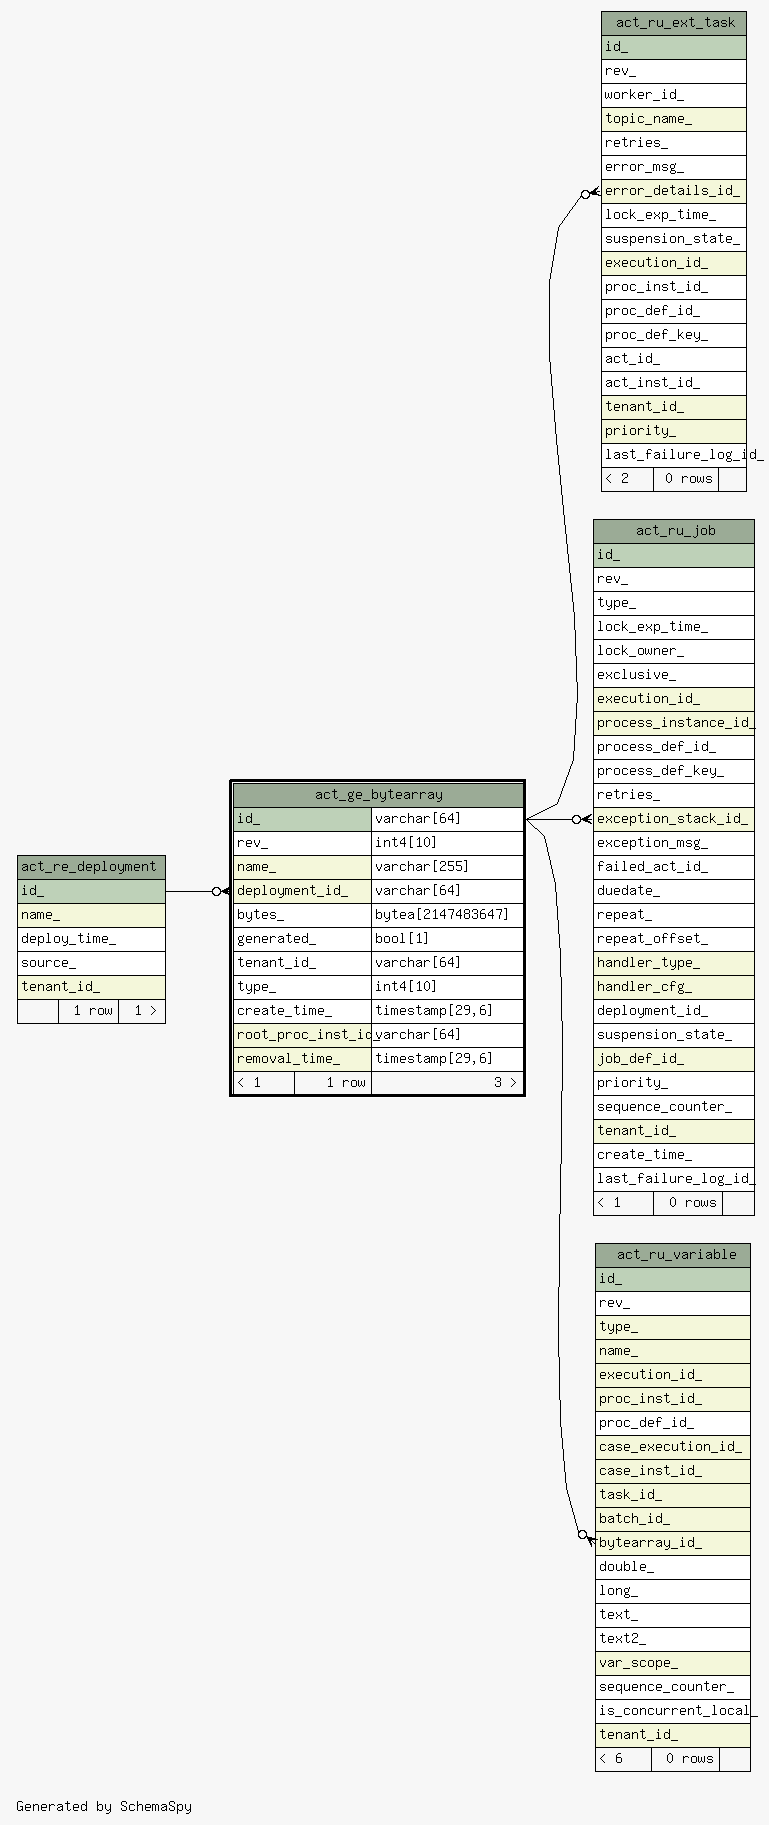 act_ru_ext_task
id_
rev_
worker_id_
topic_name_
retries_
error_msg_
error_details_id_
lock_exp_time_
suspension_state_
execution_id_
proc_inst_id_
proc_def_id_
proc_def_key_
act_id_
act_inst_id_
tenant_id_
priority_
last_failure_log_id_
< 2 0 rows
act_ru_job
id_
rev_
type_
lock_exp_time_
lock_owner_
exclusive_
execution_id_
process_instance_id_
process_def_id_
process_def_key_
retries_
exception_stack_id_
exception_msg_
failed_act_id_
duedate_
repeat_
repeat_offset_
handler_type_
handler_cfg_
deployment_id_
suspension_state_
job_def_id_
priority_
sequence_counter_
tenant_id_
create_time_
last_failure_log_id_
< 1 0 rows
act_ge_bytearray
id_ varchar[64]
rev_ int4[10]
name_ varchar[255]
deployment_id_ varchar[64]
bytes_ bytea[2147483647]
generated_ bool[1]
tenant_id_ varchar[64]
type_ int4[10]
create_time_ timestamp[29,6]
root_proc_inst_id_ varchar[64]
removal_time_ timestamp[29,6]
< 1 1 row 3 >
act_re_deployment
id_
name_
deploy_time_
source_
tenant_id_
1 row 1 >
act_ru_variable
id_
rev_
type_
name_
execution_id_
proc_inst_id_
proc_def_id_
case_execution_id_
case_inst_id_
task_id_
batch_id_
bytearray_id_
double_
long_
text_
text2_
var_scope_
sequence_counter_
is_concurrent_local_
tenant_id_
< 6 0 rows
Generated by SchemaSpy